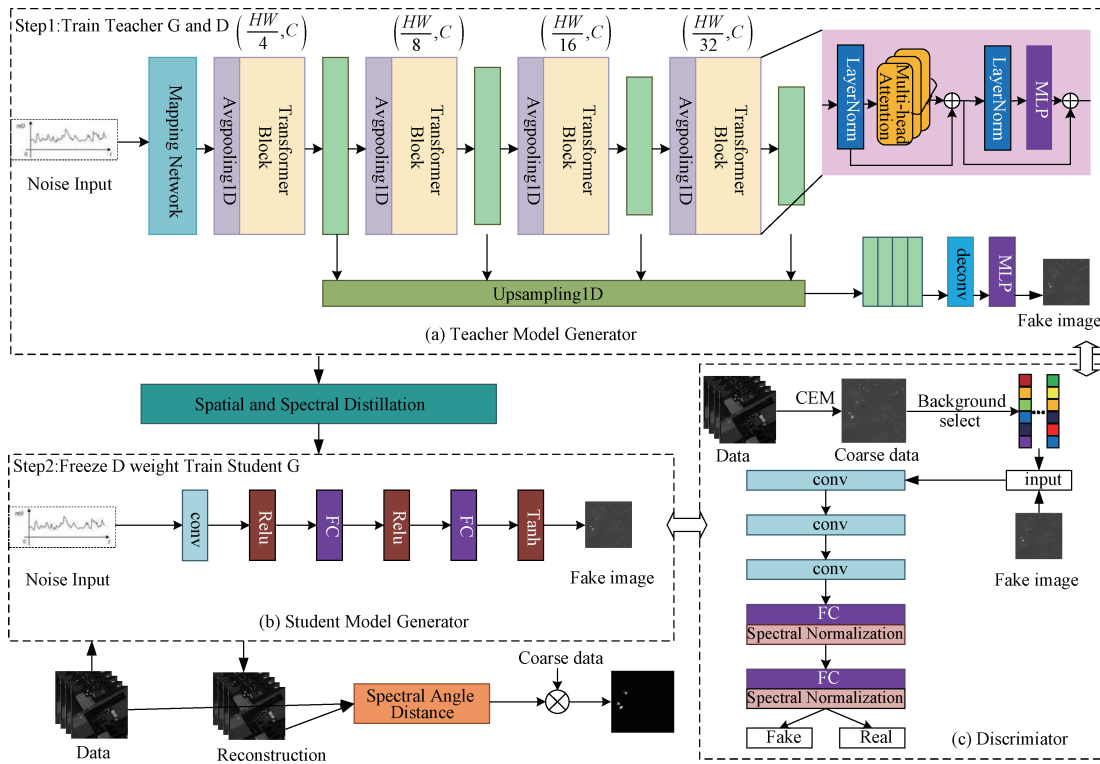 Step1:Train Teacher G and D
(HW/4, C)
(HW/8, C)
(HW/16, C)
(HW/32, C)
n(t)
0
t
Noise Input
Mapping Network
Avgpooling1D
Transformer
Block
Avgpooling1D
Transformer
Block
Avgpooling1D
Transformer
Block
Avgpooling1D
Transformer
Block
LayerNorm
Multi-head
Attention
LayerNorm
MLP
Upsampling1D
deconv
MLP
Fake image
(a) Teacher Model Generator
Spatial and Spectral Distillation
Step2:Freeze D weight Train Student G
n(t)
0
t
Noise Input
conv
Relu
FC
Relu
FC
Tanh
Fake image
(b) Student Model Generator
Data
Reconstruction
Spectral Angle
Distance
Coarse data
Data
CEM
Coarse data
Background
select
input
Fake image
conv
conv
conv
FC
Spectral Normalization
FC
Spectral Normalization
Fake
Real
(c) Discrimiator